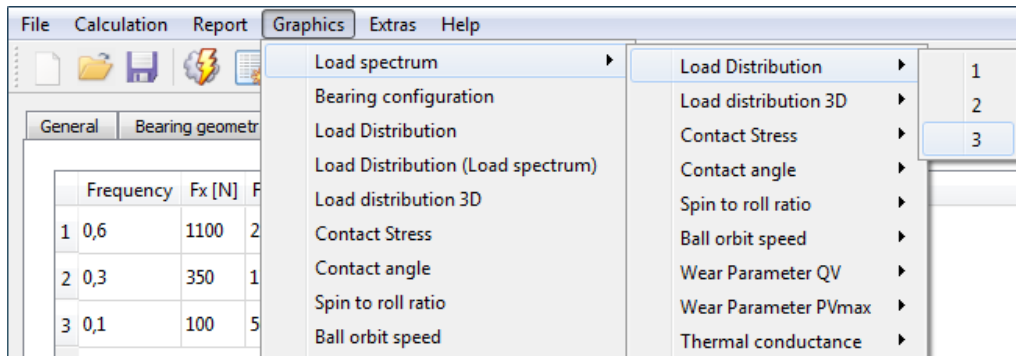 File Calculation Report Graphics Extras Help
Load spectrum
Bearing configuration
Load Distribution
Load Distribution (Load spectrum)
Load distribution 3D
Contact Stress
Contact angle
Spin to roll ratio
Ball orbit speed
Load Distribution
Load distribution 3D
Contact Stress
Contact angle
Spin to roll ratio
Ball orbit speed
Wear Parameter QV
Wear Parameter PVmax
Thermal conductance
1
2
3
General Bearing geometr
Frequency Fx [N] F
1 0,6 1100 2
2 0,3 350 1
3 0,1 100 5